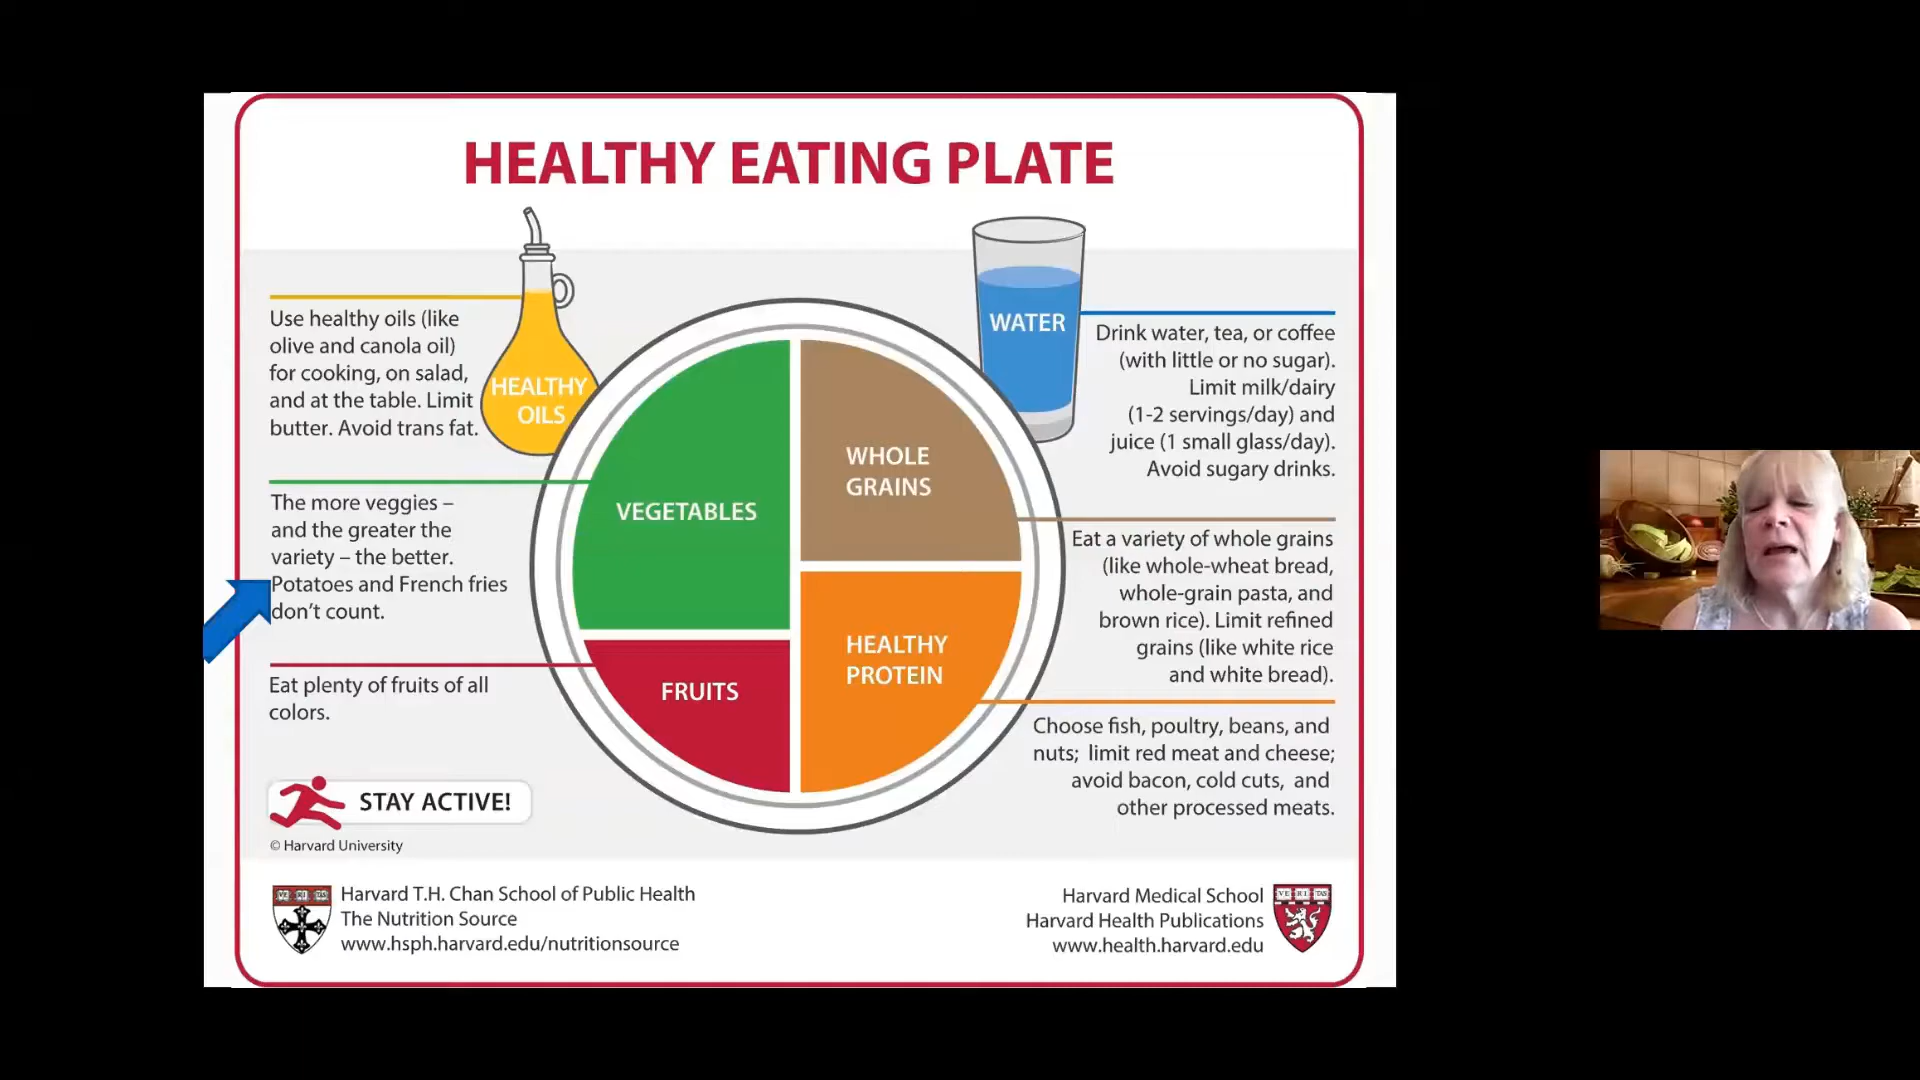 HEALTHY EATING PLATE
Use healthy oils (like
olive and canola oil)
for cooking, on salad,
and at the table. Limit
butter. Avoid trans fat.
HEALTHY
OILS
WATER
Drink water, tea, or coffee
(with little or no sugar).
Limit milk/dairy
(1-2 servings/day) and
juice (1 small glass/day).
Avoid sugary drinks.
The more veggies –
and the greater the
variety – the better.
Potatoes and French fries
don't count.
VEGETABLES
WHOLE
GRAINS
Eat a variety of whole grains
(like whole-wheat bread,
whole-grain pasta, and
brown rice). Limit refined
grains (like white rice
and white bread).
Eat plenty of fruits of all
colors.
FRUITS
HEALTHY
PROTEIN
Choose fish, poultry, beans, and
nuts; limit red meat and cheese;
avoid bacon, cold cuts, and
other processed meats.
STAY ACTIVE!
© Harvard University
VE RI TAS
Harvard T.H. Chan School of Public Health
The Nutrition Source
www.hsph.harvard.edu/nutritionsource
Harvard Medical School
Harvard Health Publications
www.health.harvard.edu
VE RI TAS